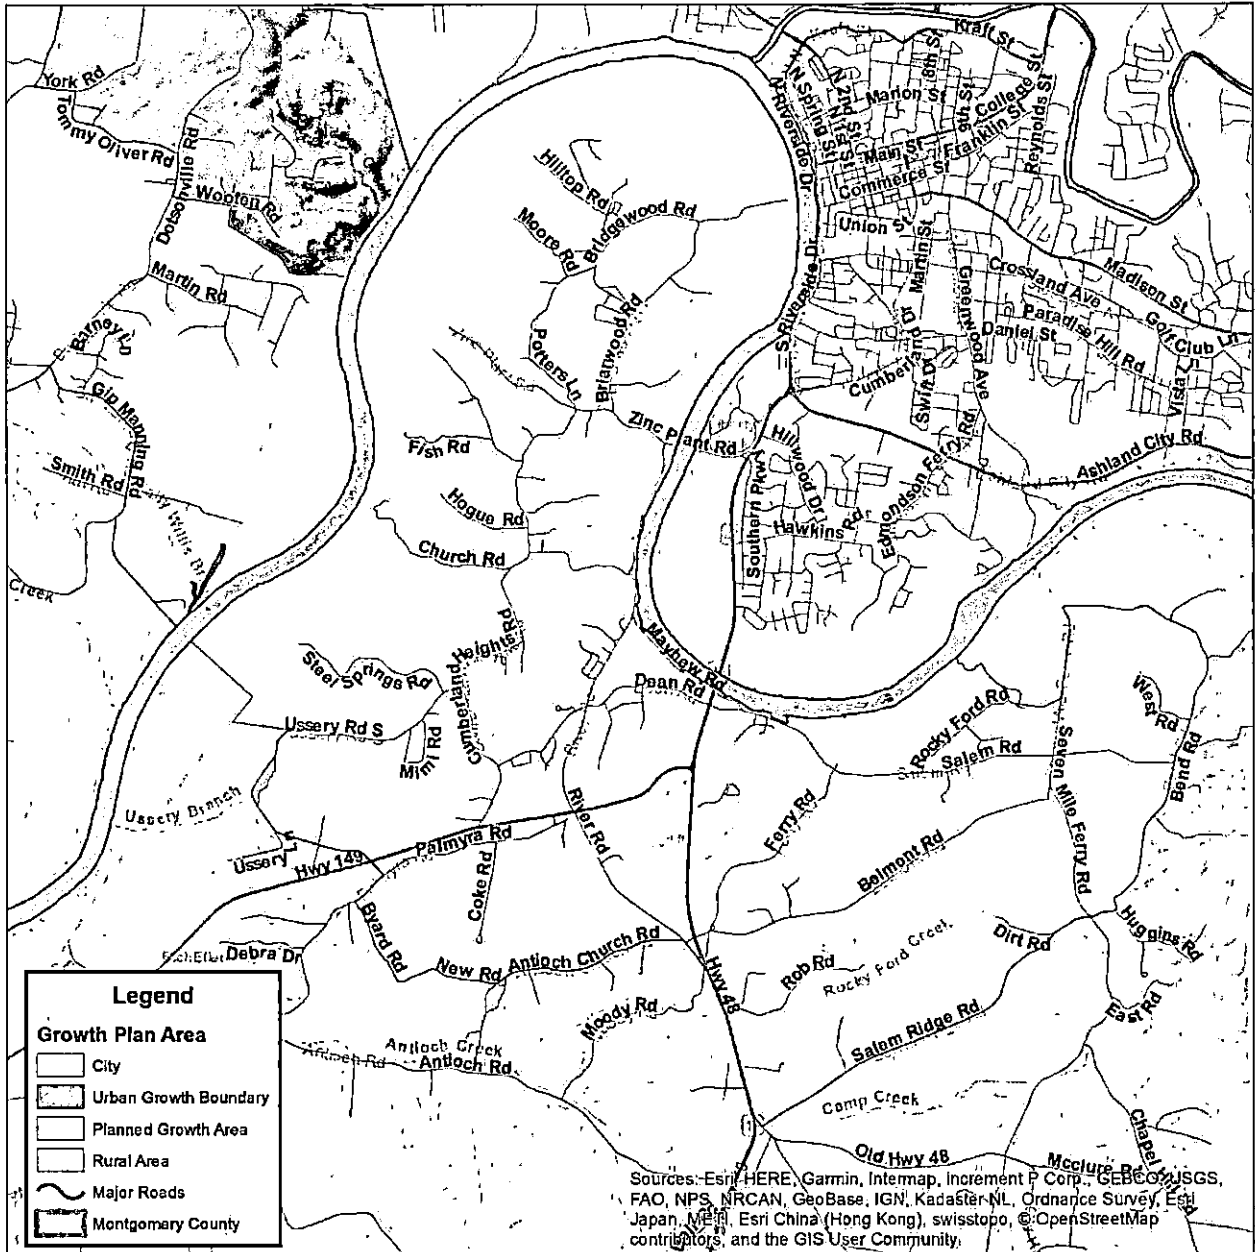 Kraft St
York Rd
Tommy Oliver Rd
Dotsonville Rd
Wooten Rd
Martin Rd
Barney Ln
Gip Manning Rd
Smith Rd
Creek
Hilltop Rd
Moore Rd
Bridgewood Rd
Briarwood Rd
Potters Ln
Zinc Plant Rd
Fish Rd
Hogue Rd
Church Rd
N Riverside Dr
N Spring St
N 2nd St
N 1st St
8th St
Marion St
9th St
College St
Main St
Franklin St
Reynolds St
Commerce St
Union St
S Riverside Dr
Martin St
Greenwood Ave
Crossland Ave
Madison St
Golf Club Ln
Paradise Hill Rd
Daniel St
Cumberland Dr
Swift Dr
Vista Ln
Ashland City Rd
Hillwood Dr
Southern Pkwy
Hawkins Rd
Edmondson Ferry Rd
Steel Springs Rd
Cumberland Heights Rd
Mayhew Rd
Dean Rd
Ussery Rd S
Mimi Rd
Ussery Branch
Ussery
Hwy 149
Palmyra Rd
River Rd
Coke Rd
Byard Rd
Debra Dr
New Rd
Antioch Church Rd
Moody Rd
Hwy 48
Antioch Creek
Antioch Rd
Rocky Ford Rd
Salem Rd
West Rd
Bend Rd
Seven Mile Ferry Rd
Ferry Rd
Belmont Rd
Dirt Rd
Huggins Rd
Rob Rd
Rocky Ford Creek
East Rd
Salem Ridge Rd
Camp Creek
Old Hwy 48
Mcclure Rd
Chapel Hill Rd
Legend
Growth Plan Area
City
Urban Growth Boundary
Planned Growth Area
Rural Area
Major Roads
Montgomery County
Sources: Esri, HERE, Garmin, Intermap, increment P Corp., GEBCO, USGS,
FAO, NPS, NRCAN, GeoBase, IGN, Kadaster NL, Ordnance Survey, Esri
Japan, METI, Esri China (Hong Kong), swisstopo, © OpenStreetMap
contributors, and the GIS User Community